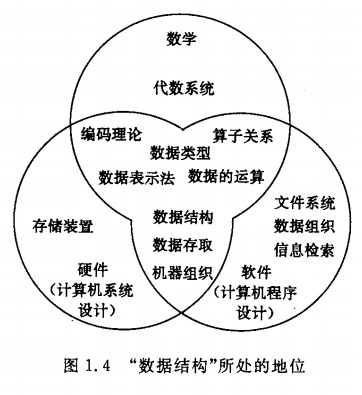 数学
代数系统
编码理论 算子关系
数据类型
数据表示法 数据的运算
文件系统
存储装置 数据结构 数据组织
数据存取 信息检索
硬件 机器组织 软件
（计算机系统 （计算机程序
设计） 设计）
图 1.4 “数据结构”所处的地位